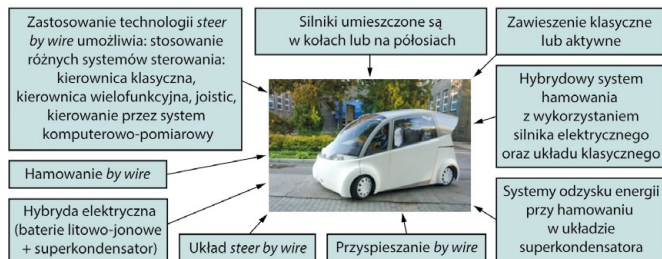 Zastosowanie technologii steer
by wire umożliwia: stosowanie
różnych systemów sterowania:
kierownica klasyczna,
kierownica wielofunkcyjna, joistic,
kierowanie przez system
komputerowo-pomiarowy
Silniki umieszczone są
w kołach lub na półosiach
Zawieszenie klasyczne
lub aktywne
Hybrydowy system
hamowania
z wykorzystaniem
silnika elektrycznego
oraz układu klasycznego
Hamowanie by wire
Hybryda elektryczna
(baterie litowo-jonowe
+ superkondensator)
Układ steer by wire
Przyspieszanie by wire
Systemy odzysku energii
przy hamowaniu
w układzie
superkondensatora